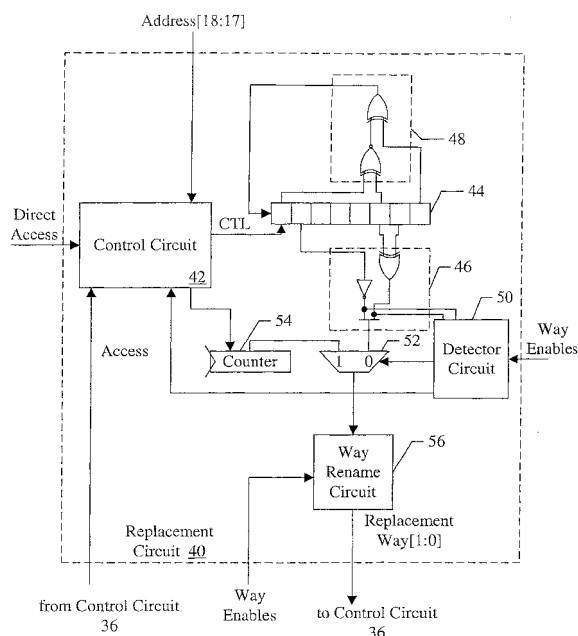 Address[18:17]
48
44
Direct
Access
CTL
Control Circuit
42
46
50
54
52
Way
Enables
Detector
Circuit
Access
Counter
1 0
Way
Rename
Circuit
56
Replacement
Way[1:0]
Replacement
Circuit 40
from Control Circuit
36
Way
Enables
to Control Circuit
36